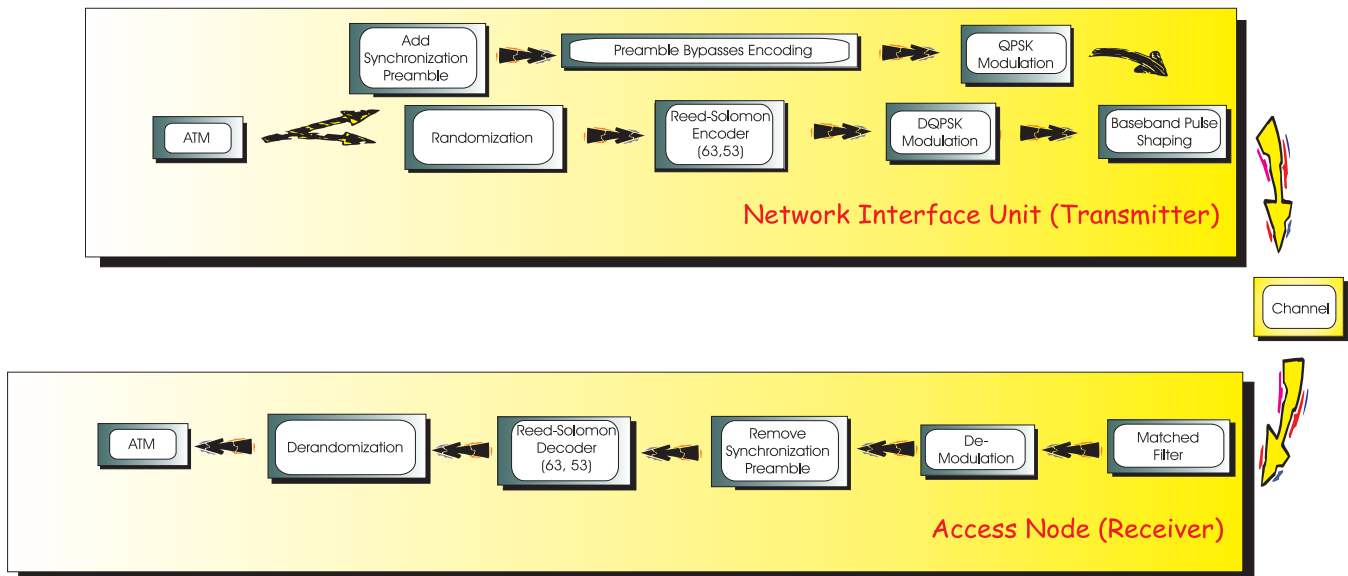 Add
Synchronization
Preamble
Preamble Bypasses Encoding
QPSK
Modulation
ATM
Randomization
Reed-Solomon
Encoder
(63,53)
DQPSK
Modulation
Baseband Pulse
Shaping
Network Interface Unit (Transmitter)
Channel
ATM
Derandomization
Reed-Solomon
Decoder
(63, 53)
Remove
Synchronization
Preamble
De-
Modulation
Matched
Filter
Access Node (Receiver)